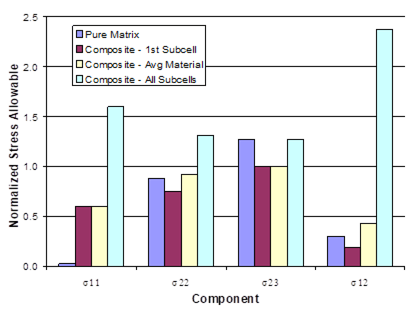 2.5
2.0
1.5
1.0
0.5
0.0
Normalized Stress Allowable
Pure Matrix
Composite - 1st Subcell
Composite - Avg Material
Composite - All Subcells
σ11 σ22 σ23 σ12
Component